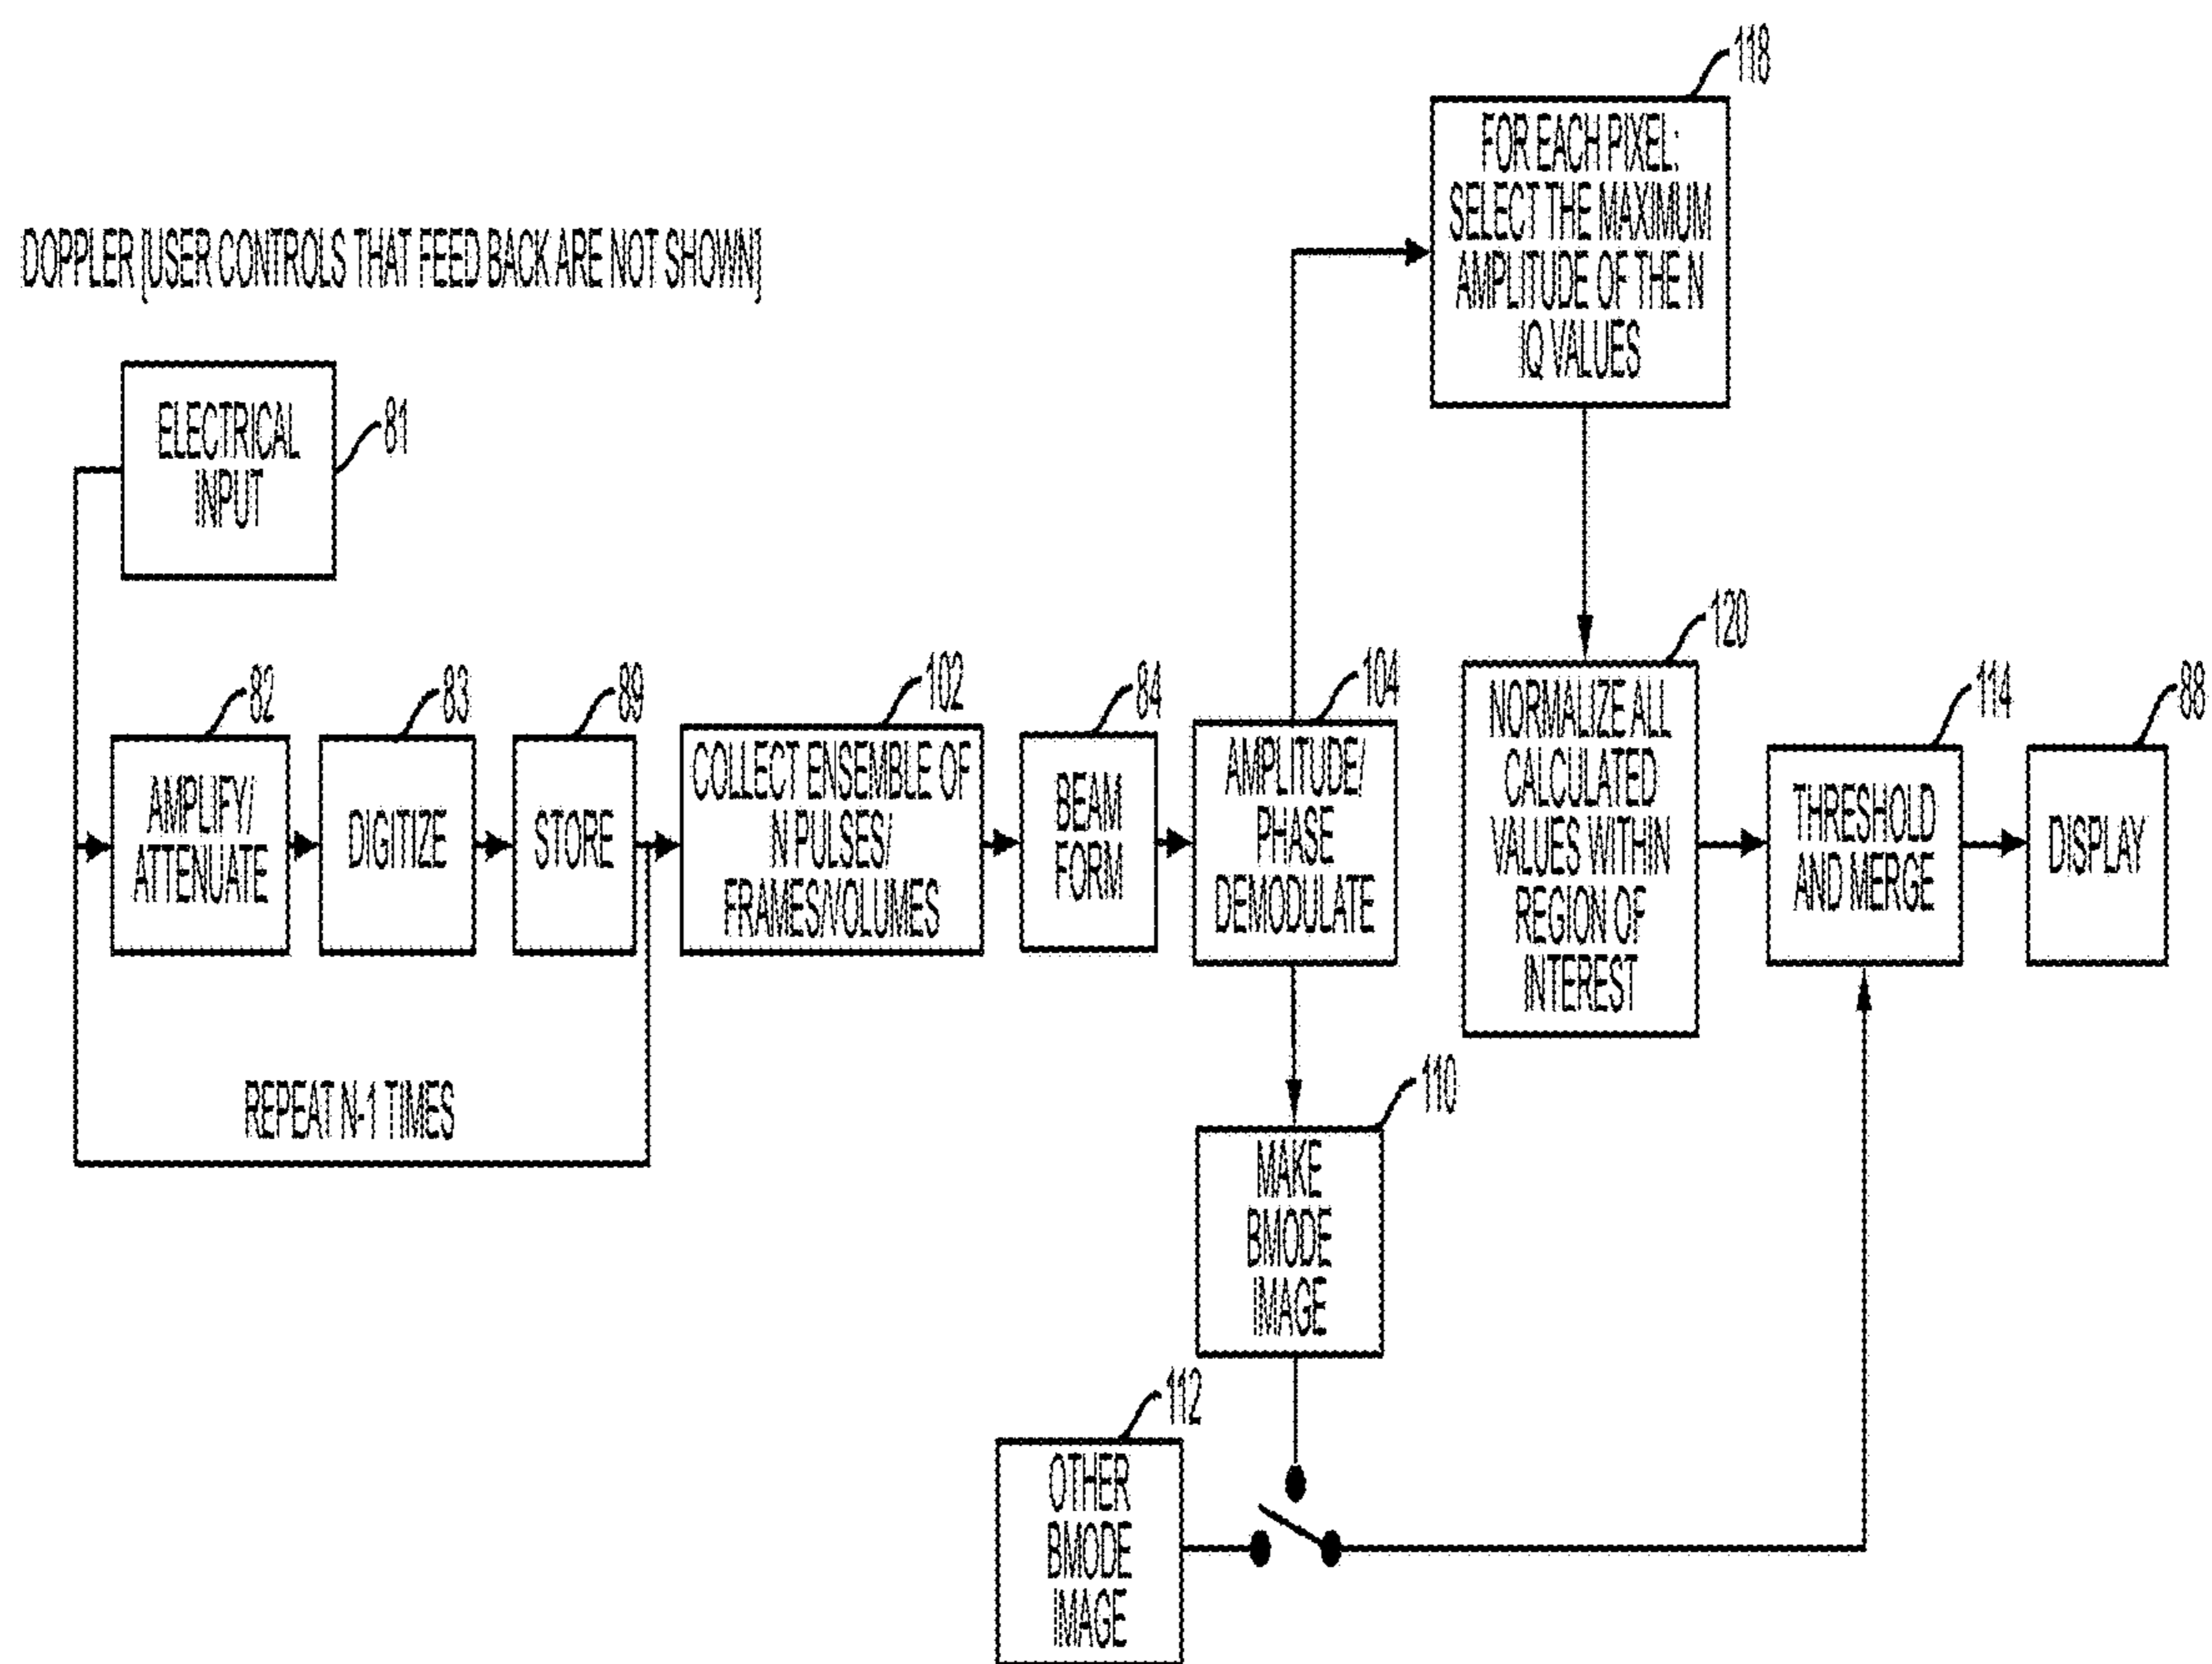 118
FOR EACH PIXEL:
SELECT THE MAXIMUM
AMPLITUDE OF THE N
IQ VALUES
DOPPLER [USER CONTROLS THAT FEED BACK ARE NOT SHOWN]
ELECTRICAL
INPUT
81
82
AMPLIFY/
ATTENUATE
83
DIGITIZE
89
STORE
102
COLLECT ENSEMBLE OF
N PULSES/
FRAMES/VOLUMES
84
BEAM
FORM
104
AMPLITUDE/
PHASE
DEMODULATE
120
NORMALIZE ALL
CALCULATED
VALUES WITHIN
REGION OF
INTEREST
114
THRESHOLD
AND MERGE
88
DISPLAY
REPEAT N-1 TIMES
110
MAKE
BMODE
IMAGE
112
OTHER
BMODE
IMAGE